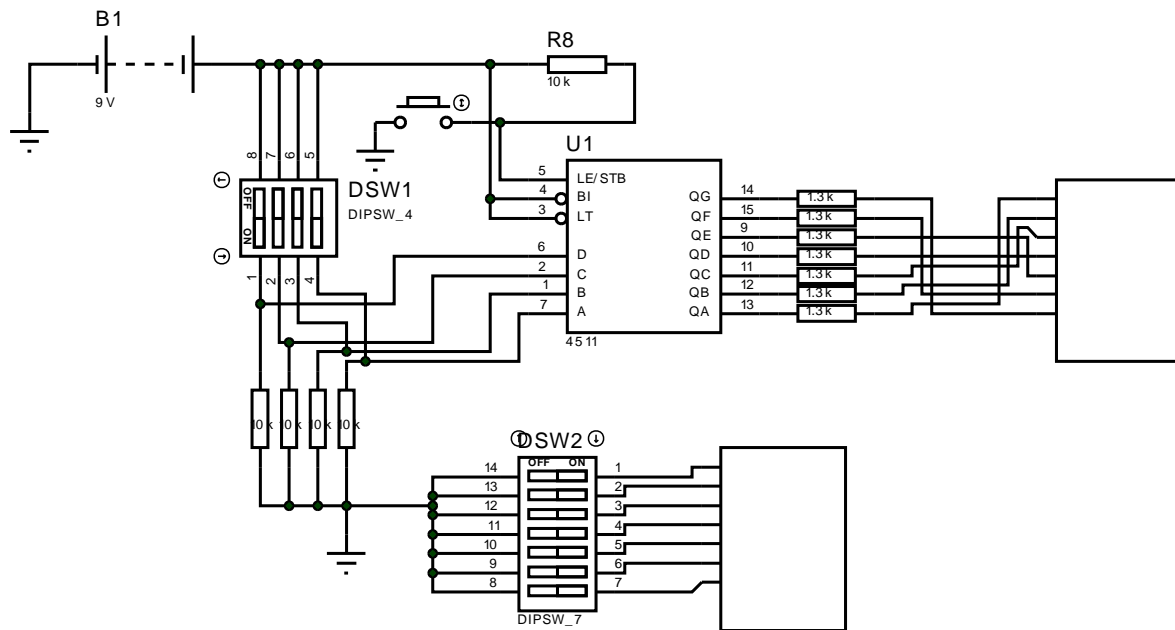 B1
9 V
R8
10 k
8
7
6
5
OFF
ON
DSW1
DIPSW_4
1
2
3
4
U1
5
LE/STB
4
BI
3
LT
6
D
2
C
1
B
7
A
QG
14
QF
15
QE
9
QD
10
QC
11
QB
12
QA
13
4511
1.3 k
1.3 k
1.3 k
1.3 k
1.3 k
1.3 k
1.3 k
10 k
10 k
10 k
10 k
DSW2
OFF ON
14
1
13
2
12
3
11
4
10
5
9
6
8
7
DIPSW_7